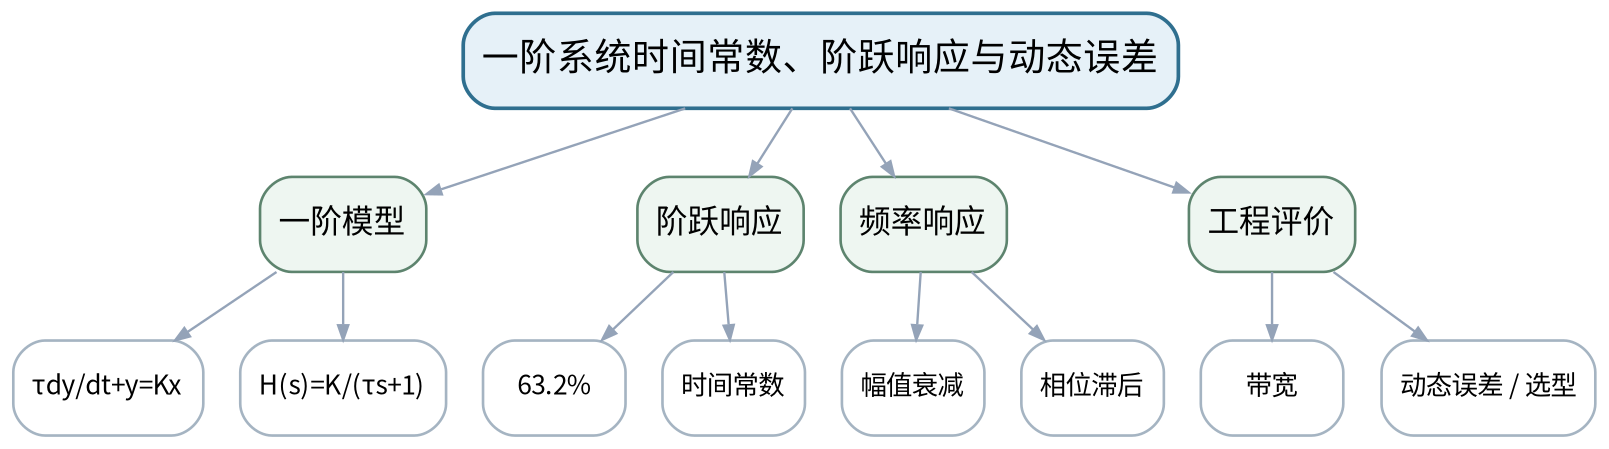 一阶系统时间常数、阶跃响应与动态误差
一阶模型
阶跃响应
频率响应
工程评价
τdy/dt+y=Kx
H(s)=K/(τs+1)
63.2%
时间常数
幅值衰减
相位滞后
带宽
动态误差 / 选型